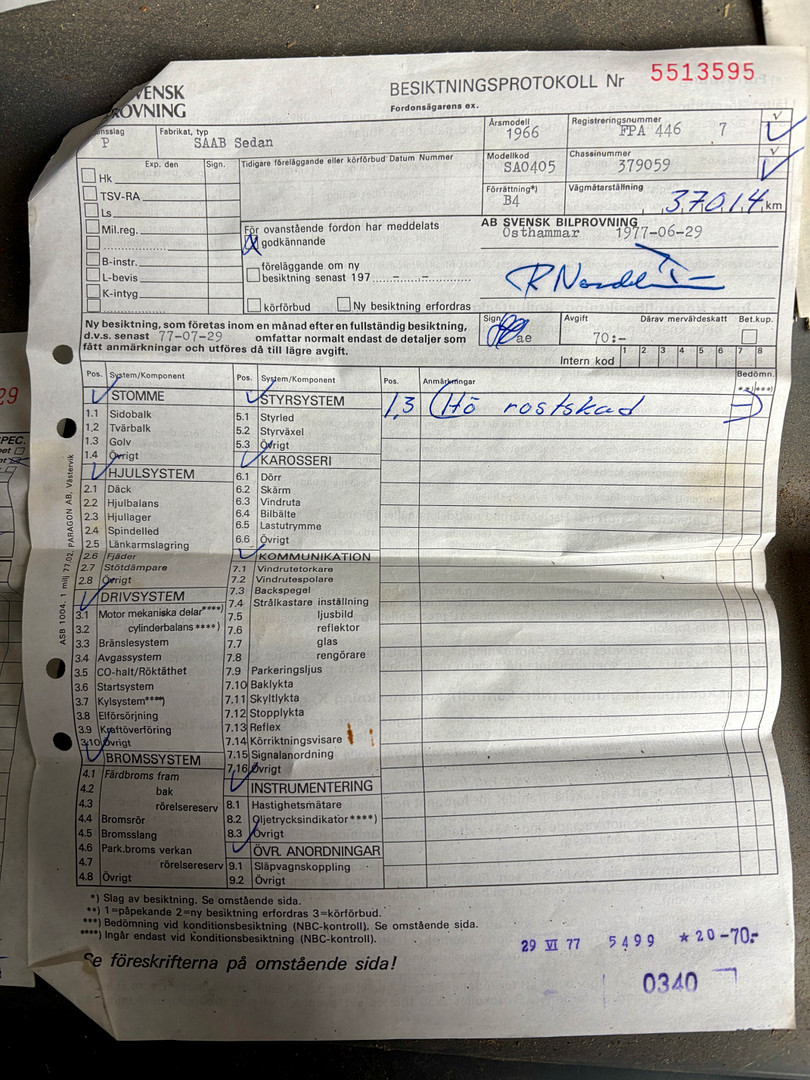 VENSK
ROVNING
BESIKTNINGSPROTOKOLL Nr 5513595
Fordonsägarens ex.
nsslag
P
Fabrikat, typ
SAAB Sedan
Årsmodell
1966
Registreringsnummer
FPA 446 7
Modellkod
SA0405
Chassinummer
379059
Förrättning*)
B4
Vägmätarställning
37014 km
Exp. den Sign.
Hk
TSV-RA
Ls
Mil.reg.
B-instr.
L-bevis
K-intyg
Tidigare föreläggande eller körförbud Datum Nummer
För ovanstående fordon har meddelats
godkännande
föreläggande om ny
besiktning senast 197
körförbud Ny besiktning erfordras
AB SVENSK BILPROVNING
Östhammar 1977-06-29
Ny besiktning, som företas inom en månad efter en fullständig besiktning,
d.v.s. senast 77-07-29 omfattar normalt endast de detaljer som
fått anmärkningar och utföres då till lägre avgift.
Sign
ae
Avgift
70:-
Därav mervärdeskatt
Bet.kup.
Intern kod 1 2 3 4 5 6 7 8
Pos. System/Komponent
STOMME
1.1 Sidobalk
1.2 Tvärbalk
1.3 Golv
1.4 Övrigt
HJULSYSTEM
2.1 Däck
2.2 Hjulbalans
2.3 Hjullager
2.4 Spindelled
2.5 Länkarmslagring
2.6 Fjäder
2.7 Stötdämpare
2.8 Övrigt
DRIVSYSTEM
3.1 Motor mekaniska delar****)
3.2 cylinderbalans****)
3.3 Bränslesystem
3.4 Avgassystem
3.5 CO-halt/Röktäthet
3.6 Startsystem
3.7 Kylsystem****)
3.8 Elförsörjning
3.9 Kraftöverföring
3.10 Övrigt
BROMSSYSTEM
4.1 Färdbroms fram
4.2 bak
4.3 rörelsereserv
4.4 Bromsrör
4.5 Bromsslang
4.6 Park.broms verkan
4.7 rörelsereserv
4.8 Övrigt
Pos. System/Komponent
STYRSYSTEM
5.1 Styrled
5.2 Styrväxel
5.3 Övrigt
KAROSSERI
6.1 Dörr
6.2 Skärm
6.3 Vindruta
6.4 Bilbälte
6.5 Lastutrymme
6.6 Övrigt
KOMMUNIKATION
7.1 Vindrutetorkare
7.2 Vindrutespolare
7.3 Backspegel
7.4 Strålkastare inställning
7.5 ljusbild
7.6 reflektor
7.7 glas
7.8 rengörare
7.9 Parkeringsljus
7.10 Baklykta
7.11 Skyltlykta
7.12 Stopplykta
7.13 Reflex
7.14 Körriktningsvisare
7.15 Signalanordning
7.16 Övrigt
INSTRUMENTERING
8.1 Hastighetsmätare
8.2 Oljetrycksindikator****)
8.3 Övrigt
ÖVR. ANORDNINGAR
9.1 Släpvagnskoppling
9.2 Övrigt
Pos. Anmärkningar Bedömn.
**) ***)
1,3 (Hö rostskad -)
ASB 1004. 1 milj 77.02. PARAGON AB, Västervik
*) Slag av besiktning. Se omstående sida.
**) 1=påpekande 2=ny besiktning erfordras 3=körförbud.
***) Bedömning vid konditionsbesiktning (NBC-kontroll). Se omstående sida.
****) Ingår endast vid konditionsbesiktning (NBC-kontroll).
Se föreskrifterna på omstående sida!
29 VI 77 5499 *20-70.-
0340
29
PEC.